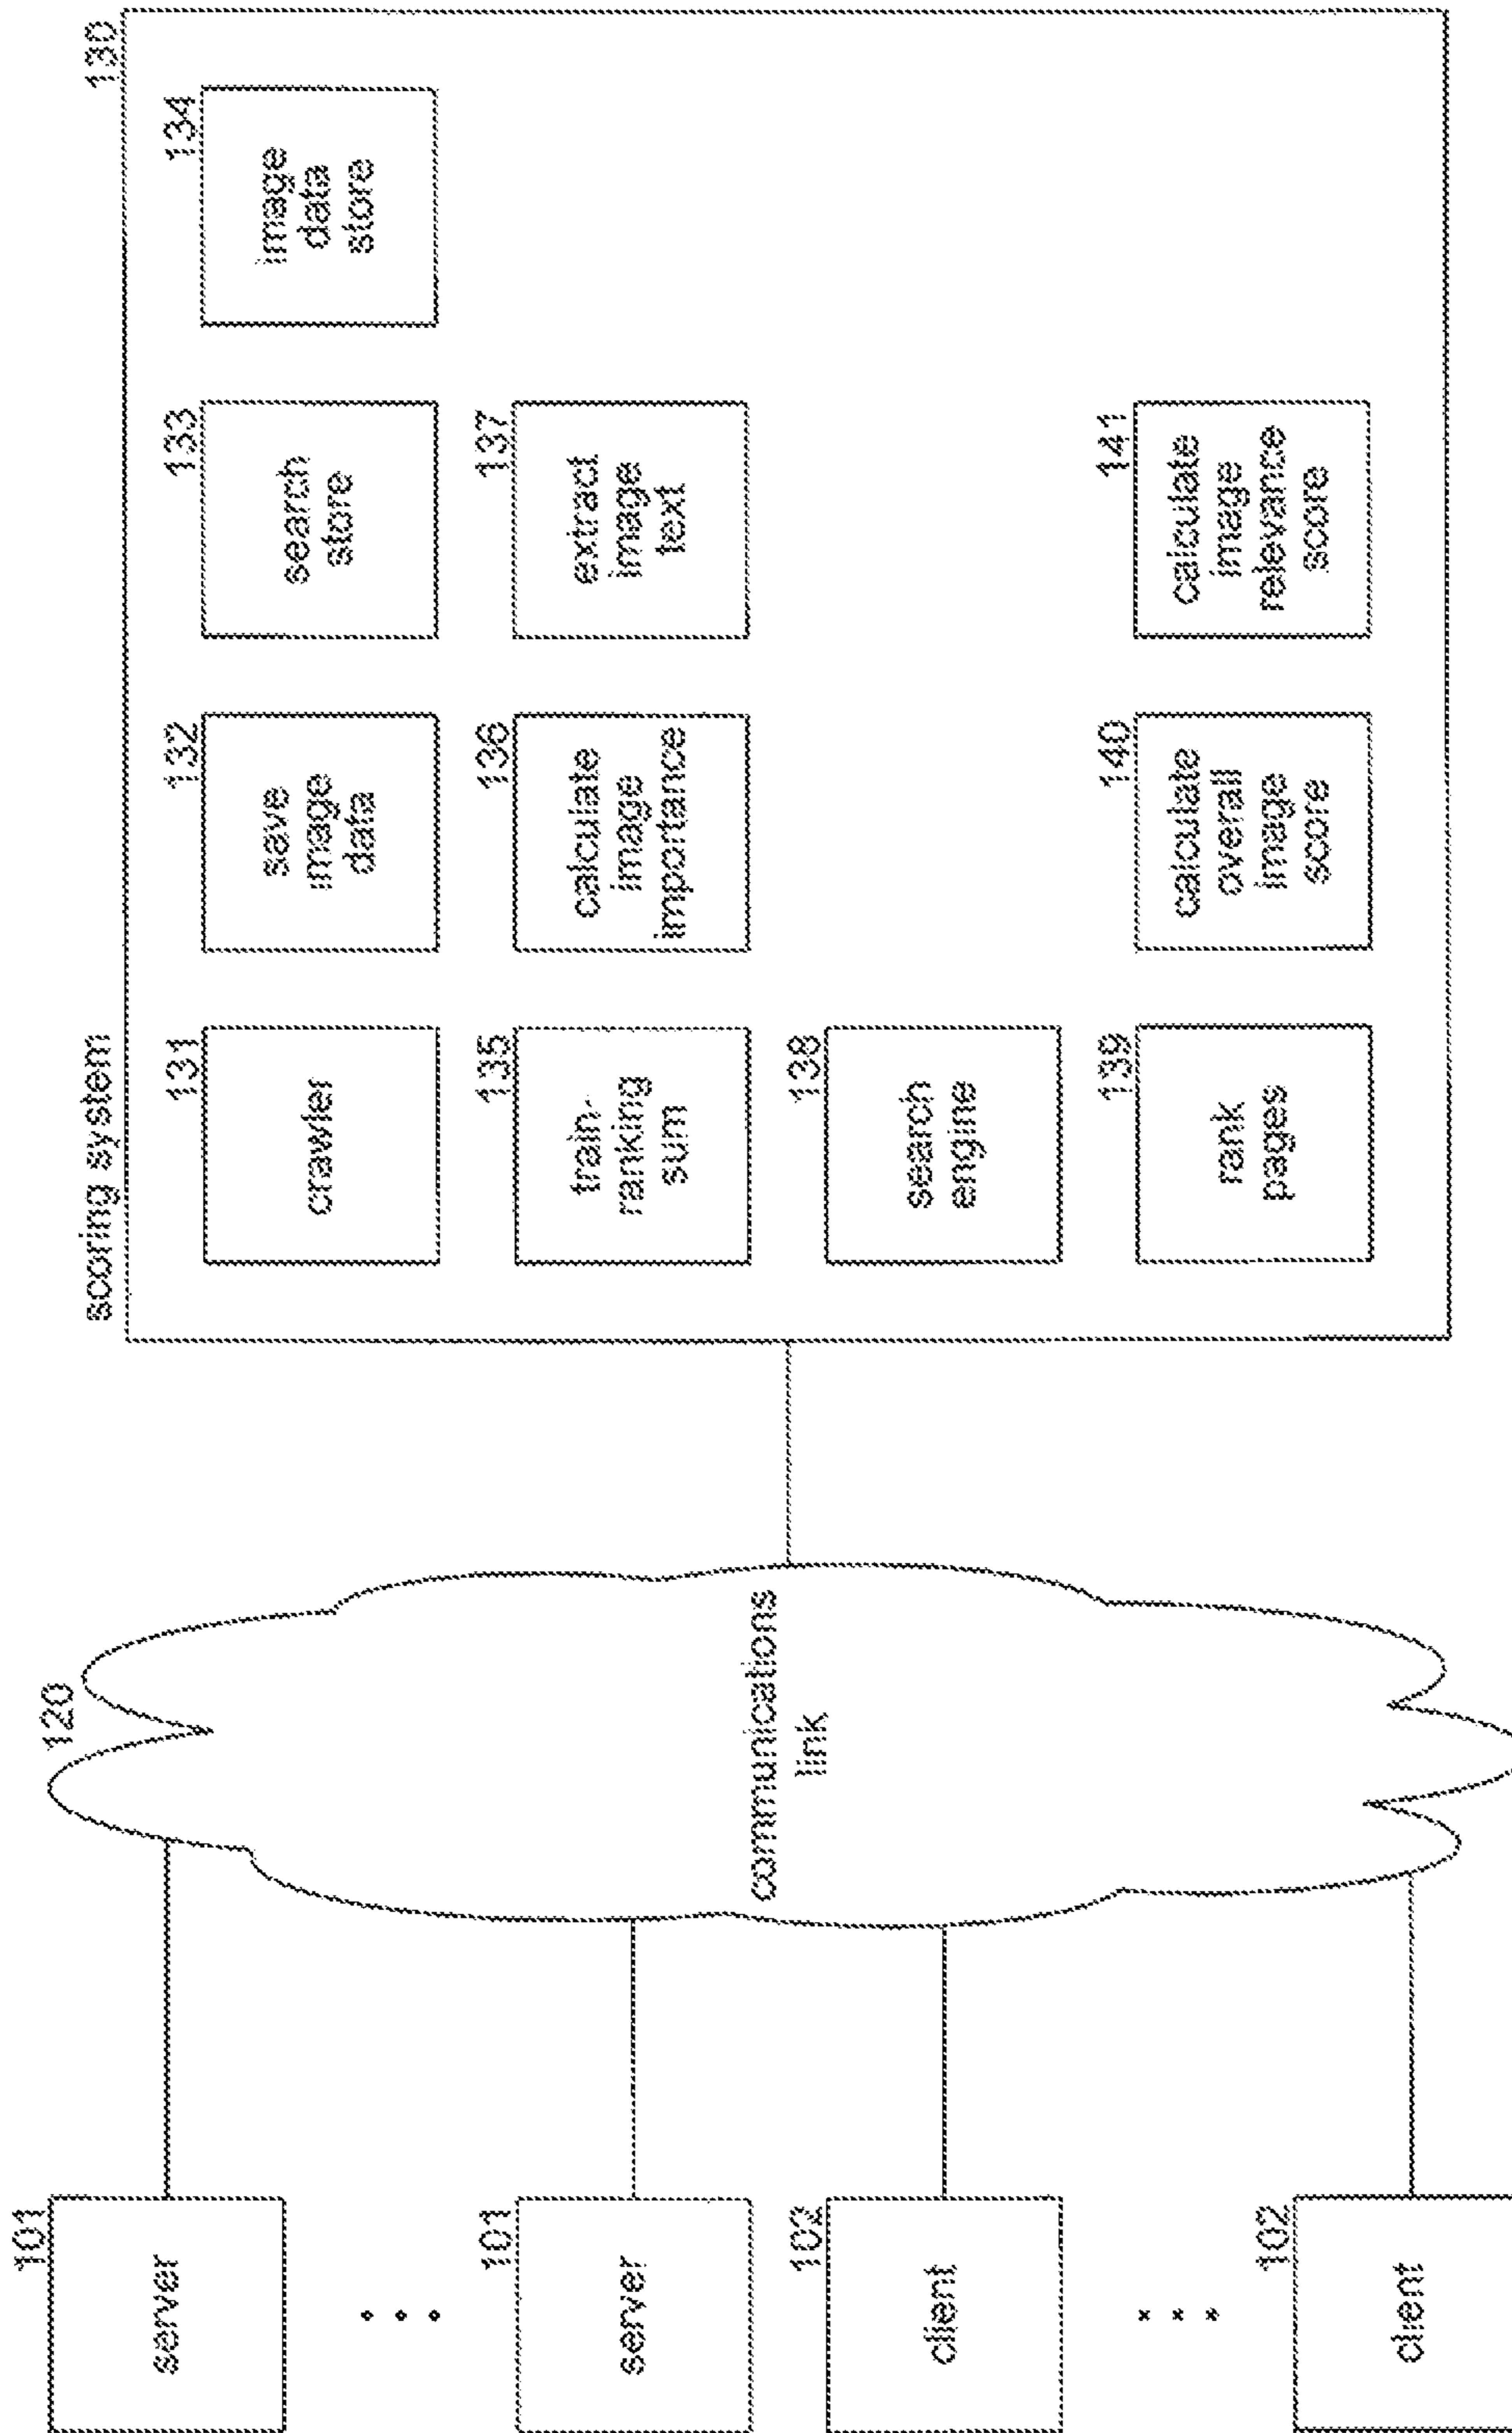 101
server
101
server
102
client
102
client
120
communications
link
scoring system
130
131
crawler
132
save
image
data
133
search
store
134
image
data
store
135
train-
ranking
sum
136
calculate
image
importance
137
extract
image
text
138
search
engine
139
rank
pages
140
calculate
overall
image
score
141
calculate
image
relevance
score